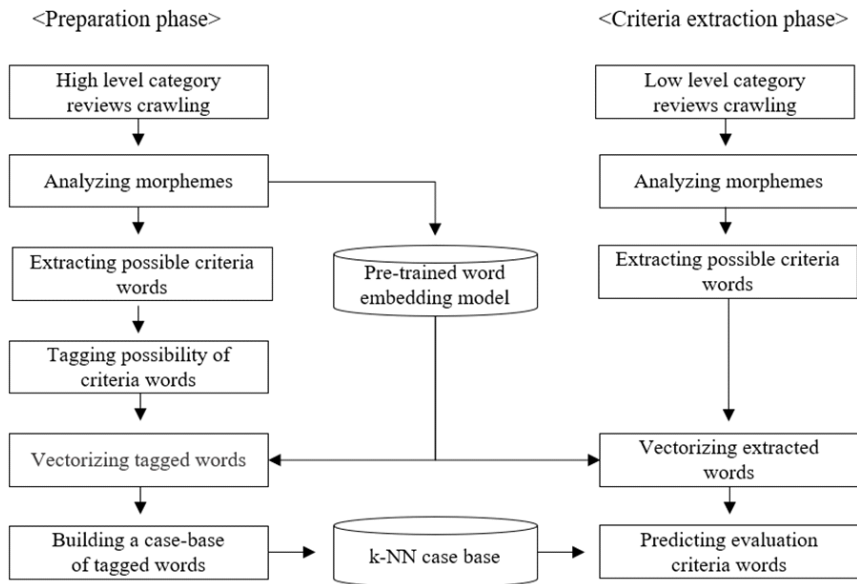 <Preparation phase>
<Criteria extraction phase>
High level category
reviews crawling
Low level category
reviews crawling
Analyzing morphemes
Analyzing morphemes
Extracting possible criteria
words
Pre-trained word
embedding model
Extracting possible criteria
words
Tagging possibility of
criteria words
Vectorizing tagged words
Vectorizing extracted
words
Building a case-base
of tagged words
k-NN case base
Predicting evaluation
criteria words